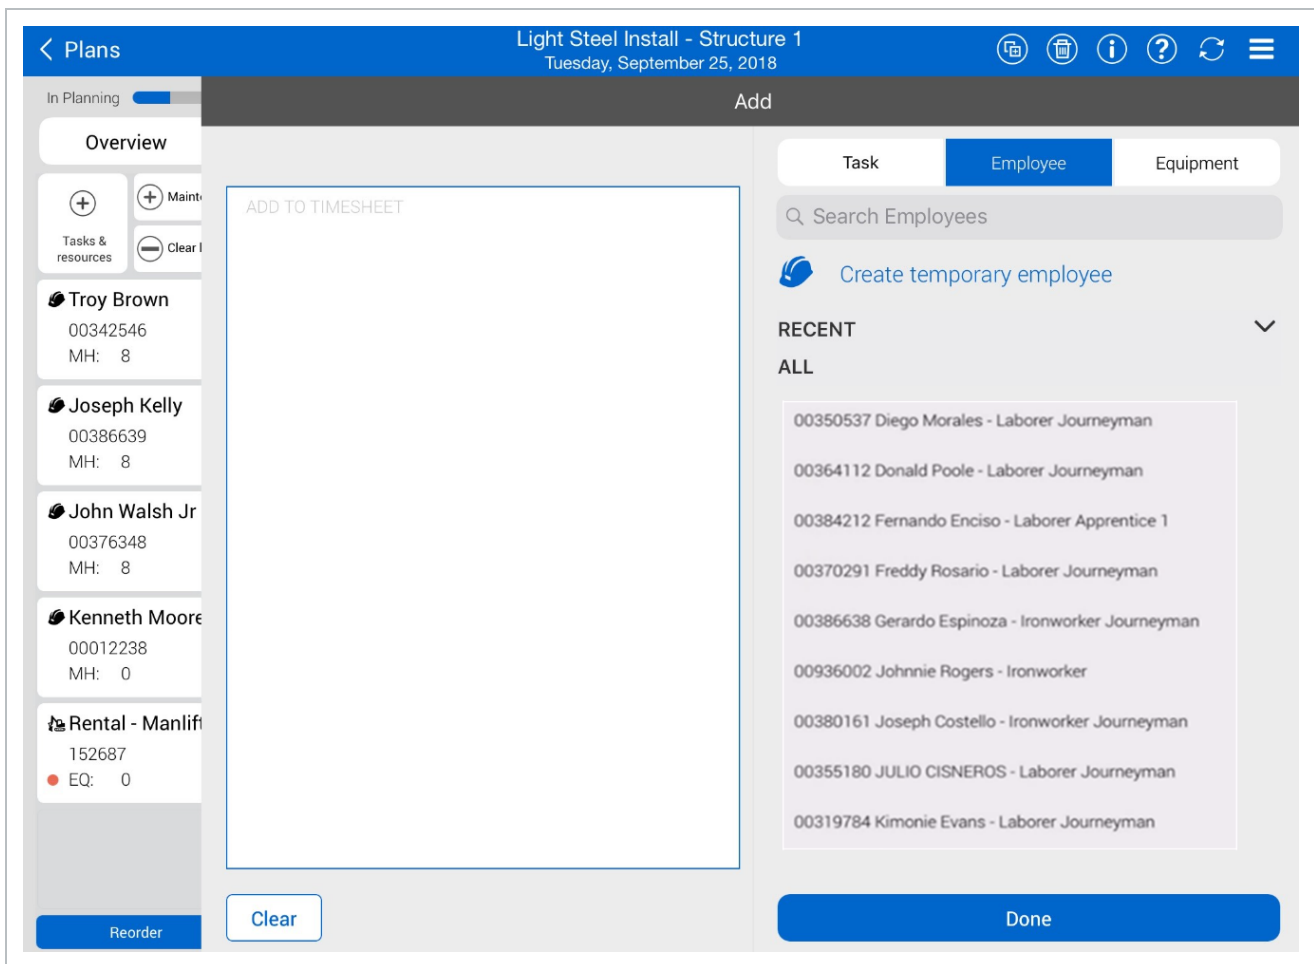 Plans
Light Steel Install - Structure 1
Tuesday, September 25, 2018
In Planning
Add
Overview
Tasks &
resources
Maint
Clear
Troy Brown
00342546
MH: 8
Joseph Kelly
00386639
MH: 8
John Walsh Jr
00376348
MH: 8
Kenneth Moore
00012238
MH: 0
Rental - Manlift
152687
EQ: 0
Reorder
ADD TO TIMESHEET
Clear
Task
Employee
Equipment
Search Employees
Create temporary employee
RECENT
ALL
00350537 Diego Morales - Laborer Journeyman
00364112 Donald Poole - Laborer Journeyman
00384212 Fernando Enciso - Laborer Apprentice 1
00370291 Freddy Rosario - Laborer Journeyman
00386638 Gerardo Espinoza - Ironworker Journeyman
00936002 Johnnie Rogers - Ironworker
00380161 Joseph Costello - Ironworker Journeyman
00355180 JULIO CISNEROS - Laborer Journeyman
00319784 Kimonie Evans - Laborer Journeyman
Done